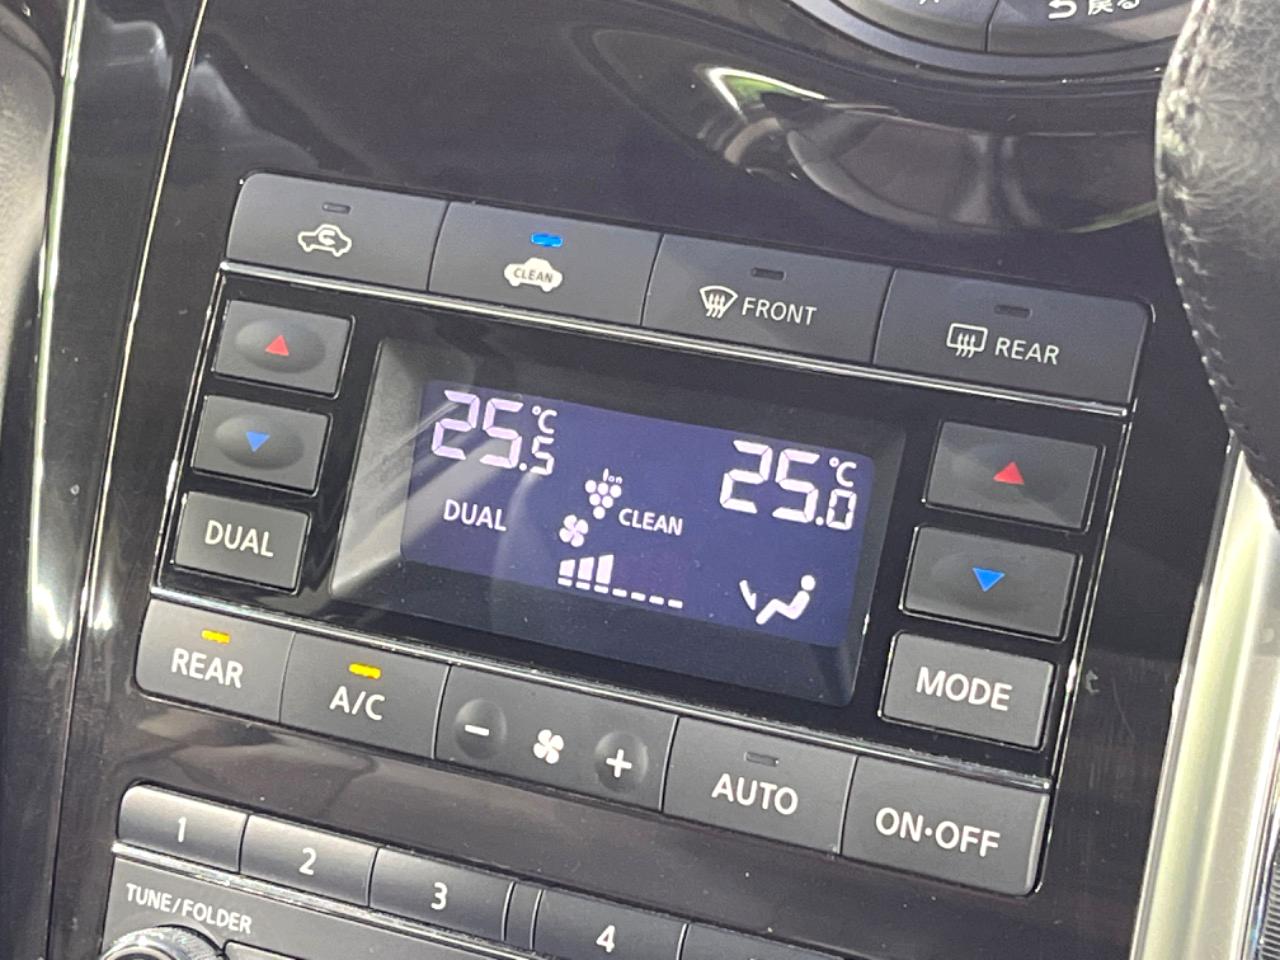 戻る
CLEAN
FRONT
REAR
25.5°C
25.0°C
Ion
DUAL
CLEAN
DUAL
MODE
REAR
A/C
−
+
AUTO
ON·OFF
1
2
3
4
TUNE/FOLDER